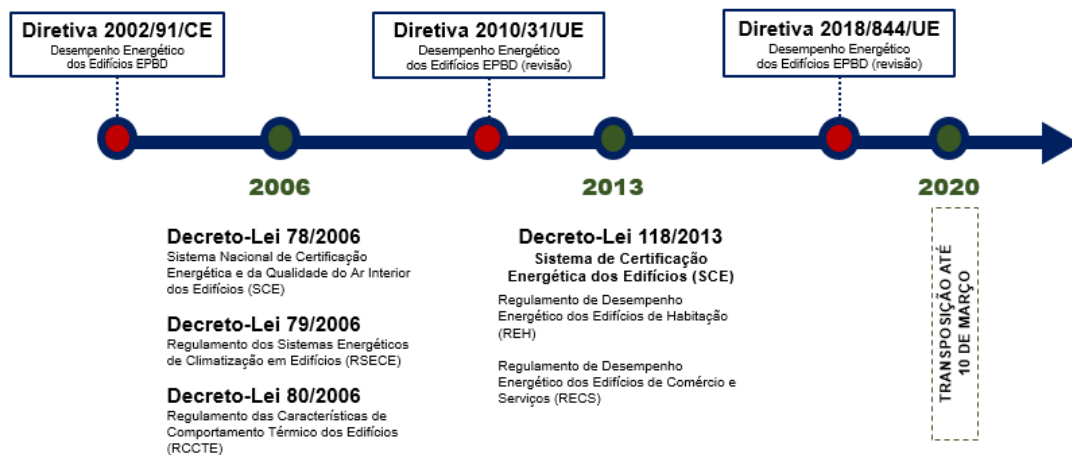 Diretiva 2002/91/CE
Desempenho Energético
dos Edifícios EPBD
Diretiva 2010/31/UE
Desempenho Energético
dos Edifícios EPBD (revisão)
Diretiva 2018/844/UE
Desempenho Energético
dos Edifícios EPBD (revisão)
2006
2013
2020
Decreto-Lei 78/2006
Sistema Nacional de Certificação
Energética e da Qualidade do Ar Interior
dos Edifícios (SCE)
Decreto-Lei 79/2006
Regulamento dos Sistemas Energéticos
de Climatização em Edifícios (RSECE)
Decreto-Lei 80/2006
Regulamento das Características de
Comportamento Térmico dos Edifícios
(RCCTE)
Decreto-Lei 118/2013
Sistema de Certificação
Energética dos Edifícios (SCE)
Regulamento de Desempenho
Energético dos Edifícios de Habitação
(REH)
Regulamento de Desempenho
Energético dos Edifícios de Comércio e
Serviços (RECS)
TRANSPOSIÇÃO ATÉ
10 DE MARÇO